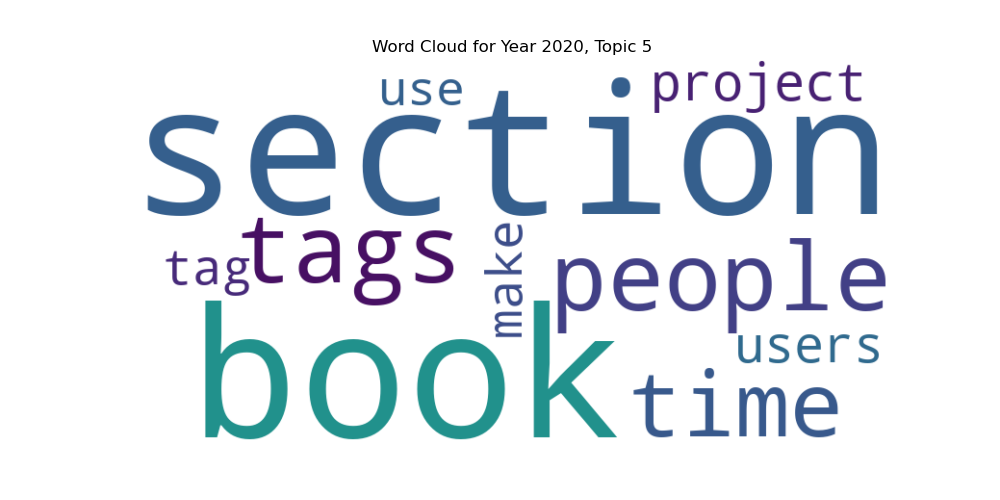 Word Cloud for Year 2020, Topic 5
use
project
section
tags
tag
make
people
users
book
time